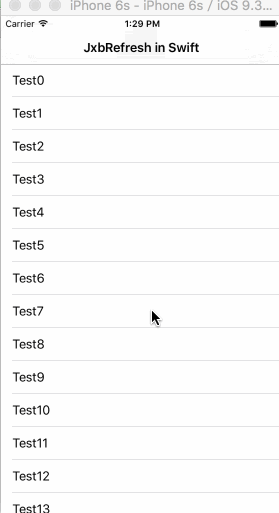 iPhone 6s - iPhone 6s / iOS 9.3...
Carrier 1:29 PM
JxbRefresh in Swift
Test0
Test1
Test2
Test3
Test4
Test5
Test6
Test7
Test8
Test9
Test10
Test11
Test12
Test13